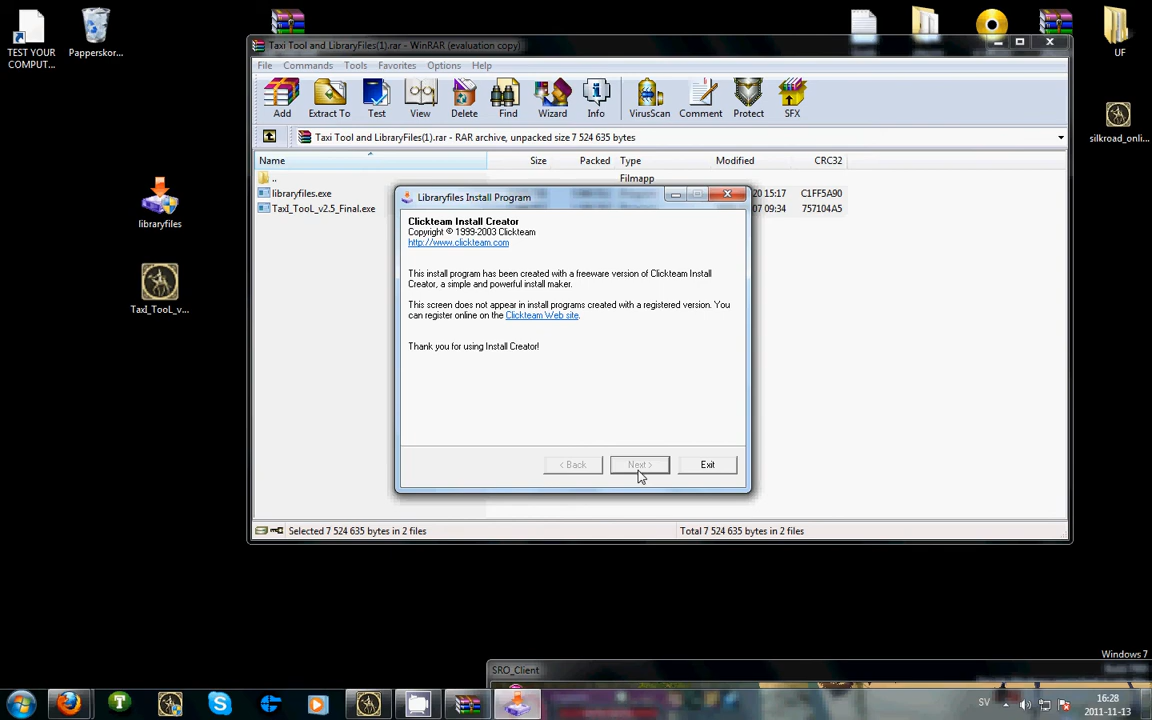 TEST YOUR
COMPUT...
Papperskor...
UF
silkroad_onli...
libraryfiles
TaxI_TooL_v...
Taxi Tool and LibraryFiles(1).rar - WinRAR (evaluation copy)
File Commands Tools Favorites Options Help
Add Extract To Test View Delete Find Wizard Info VirusScan Comment Protect SFX
Taxi Tool and LibraryFiles(1).rar - RAR archive, unpacked size 7 524 635 bytes
Name Size Packed Type Modified CRC32
.. Filmapp
libraryfiles.exe 15:17 C1FF5A90
TaxI_TooL_v2.5_Final.exe 09:34 757104A5
Libraryfiles Install Program
Clickteam Install Creator
Copyright © 1999-2003 Clickteam
http://www.clickteam.com
This install program has been created with a freeware version of Clickteam Install
Creator, a simple and powerful install maker.
This screen does not appear in install programs created with a registered version. You
can register online on the Clickteam Web site.
Thank you for using Install Creator!
< Back Next > Exit
Selected 7 524 635 bytes in 2 files Total 7 524 635 bytes in 2 files
Windows 7
SRO_Client
SV 16:28
2011-11-13